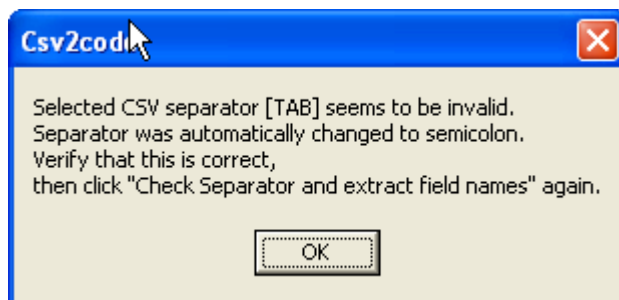 Csv2code
Selected CSV separator [TAB] seems to be invalid.
Separator was automatically changed to semicolon.
Verify that this is correct,
then click "Check Separator and extract field names" again.
OK